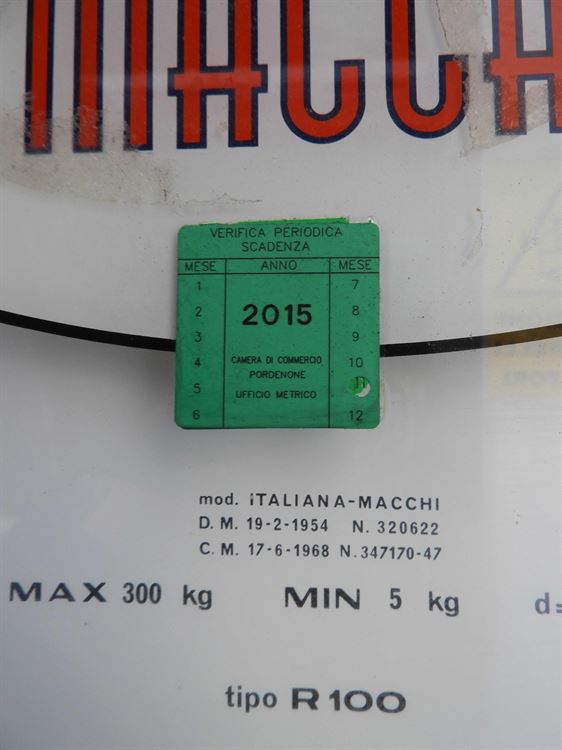 MACCH
VERIFICA PERIODICA
SCADENZA
MESE ANNO MESE
1 7
2 2015 8
3 9
4 CAMERA DI COMMERCIO 10
PORDENONE
5 UFFICIO METRICO 11
6 12
mod. iTALIANA-MACCHI
D. M. 19-2-1954 N. 320622
C. M. 17-6-1968 N. 347170-47
MAX 300 kg MIN 5 kg d=
tipo R 100